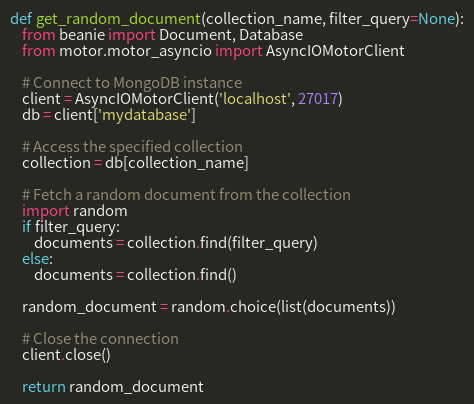 def get_random_document(collection_name, filter_query=None):
from beanie import Document, Database
from motor.motor_asyncio import AsyncIOMotorClient
# Connect to MongoDB instance
client = AsyncIOMotorClient('localhost', 27017)
db = client['mydatabase']
# Access the specified collection
collection = db[collection_name]
# Fetch a random document from the collection
import random
if filter_query:
documents = collection.find(filter_query)
else:
documents = collection.find()
random_document = random.choice(list(documents))
# Close the connection
client.close()
return random_document